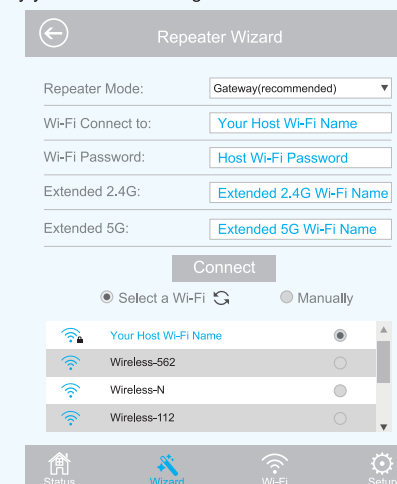 Repeater Wizard
Repeater Mode: Gateway(recommended)
Wi-Fi Connect to: Your Host Wi-Fi Name
Wi-Fi Password: Host Wi-Fi Password
Extended 2.4G: Extended 2.4G Wi-Fi Name
Extended 5G: Extended 5G Wi-Fi Name
Connect
Select a Wi-Fi Manually
Your Host Wi-Fi Name
Wireless-562
Wireless-N
Wireless-112
Status Wizard Wi-Fi Setup